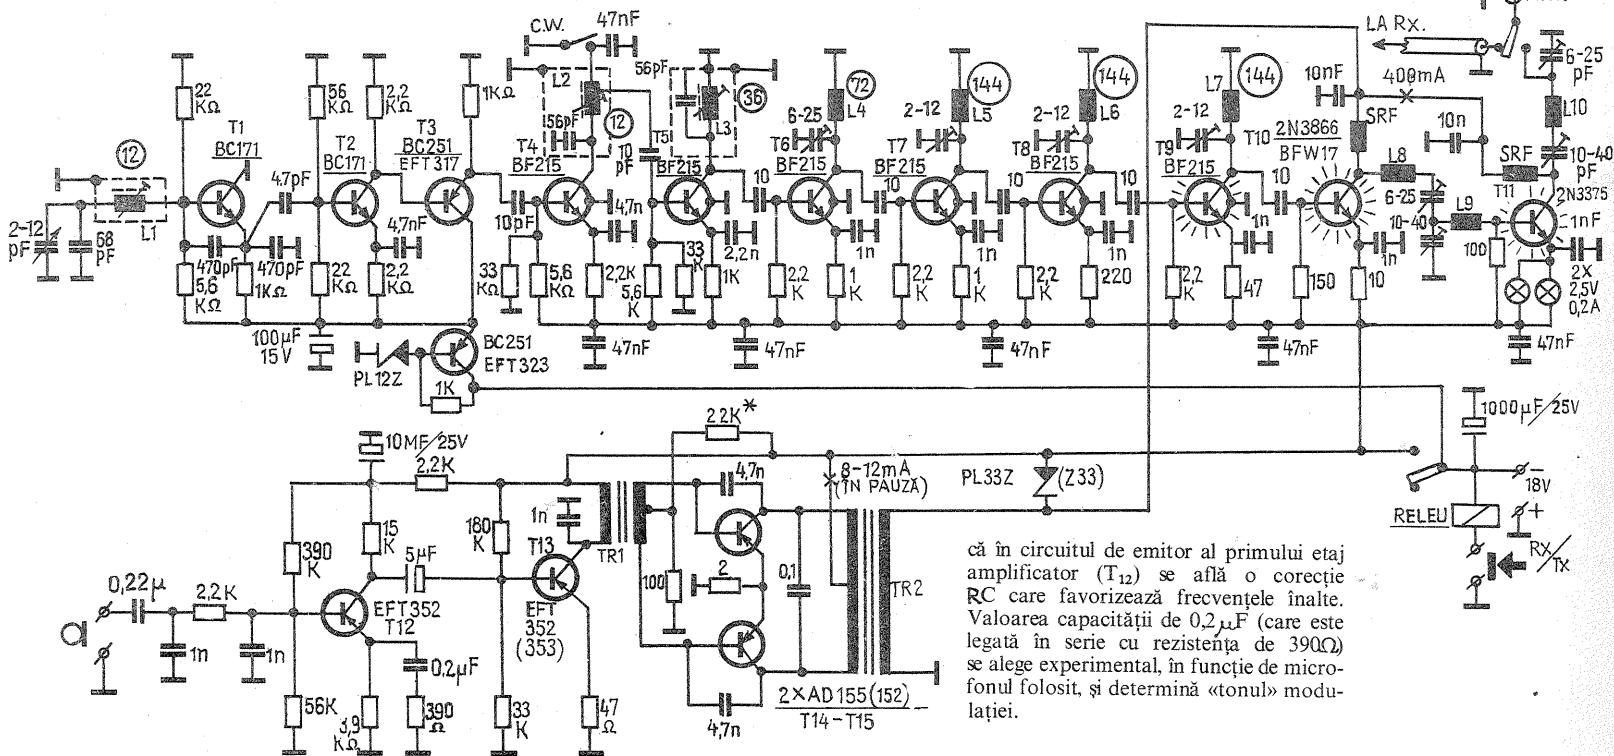 C.W.
47nF
LA Rx.
6-25
pF
22
KΩ
56
KΩ
2,2
KΩ
1KΩ
L2
56pF
12
56pF
36
L3
72
L4
144
L5
144
L6
L7
144
10nF
400mA
SRF
L10
T1
BC171
T2
BC171
T3
BC251
EFT317
T4
BF215
10
pF
T5
BF215
6-25
T6
BF215
2-12
T7
BF215
2-12
T8
BF215
2-12
T9
BF215
T10
2N3866
BFW17
10n
SRF
10-40
pF
12
4,7pF
L1
2-12
pF
68
pF
470pF
470pF
4,7nF
10pF
4,7n
10
10
10
10
10
L8
6-25
10-40
L9
T11
2N3375
1nF
5,6
KΩ
1KΩ
22
KΩ
2,2
KΩ
33
KΩ
5,6
KΩ
2,2K
5,6
K
33
K
2,2n
1K
2,2
K
1n
1
K
2,2
K
1n
1
K
2,2
K
1n
220
2,2
K
1n
47
150
1n
10
100
2X
2,5V
0,2A
100µF
15V
PL12Z
BC251
EFT323
1K
47nF
47nF
47nF
47nF
47nF
10MF/25V
2,2K
22K*
4,7n
8-12mA
(ÎN PAUZĂ)
PL33Z
(Z33)
1000µF/25V
-
18V
+
RELEU
Rx/Tx
390
K
15
K
5µF
180
K
1n
T13
TR1
100
2
0,1
TR2
0,22µ
2,2K
1n
1n
EFT352
T12
EFT
352
(353)
0,2µF
56K
3,9
KΩ
390
Ω
33
K
47
Ω
4,7n
2XAD155(152)
T14-T15
că în circuitul de emitor al primului etaj
amplificator (T12) se află o corecție
RC care favorizează frecvențele înalte.
Valoarea capacității de 0,2µF (care este
legată în serie cu rezistența de 390Ω)
se alege experimental, în funcție de micro-
fonul folosit, și determină «tonul» modu-
lației.